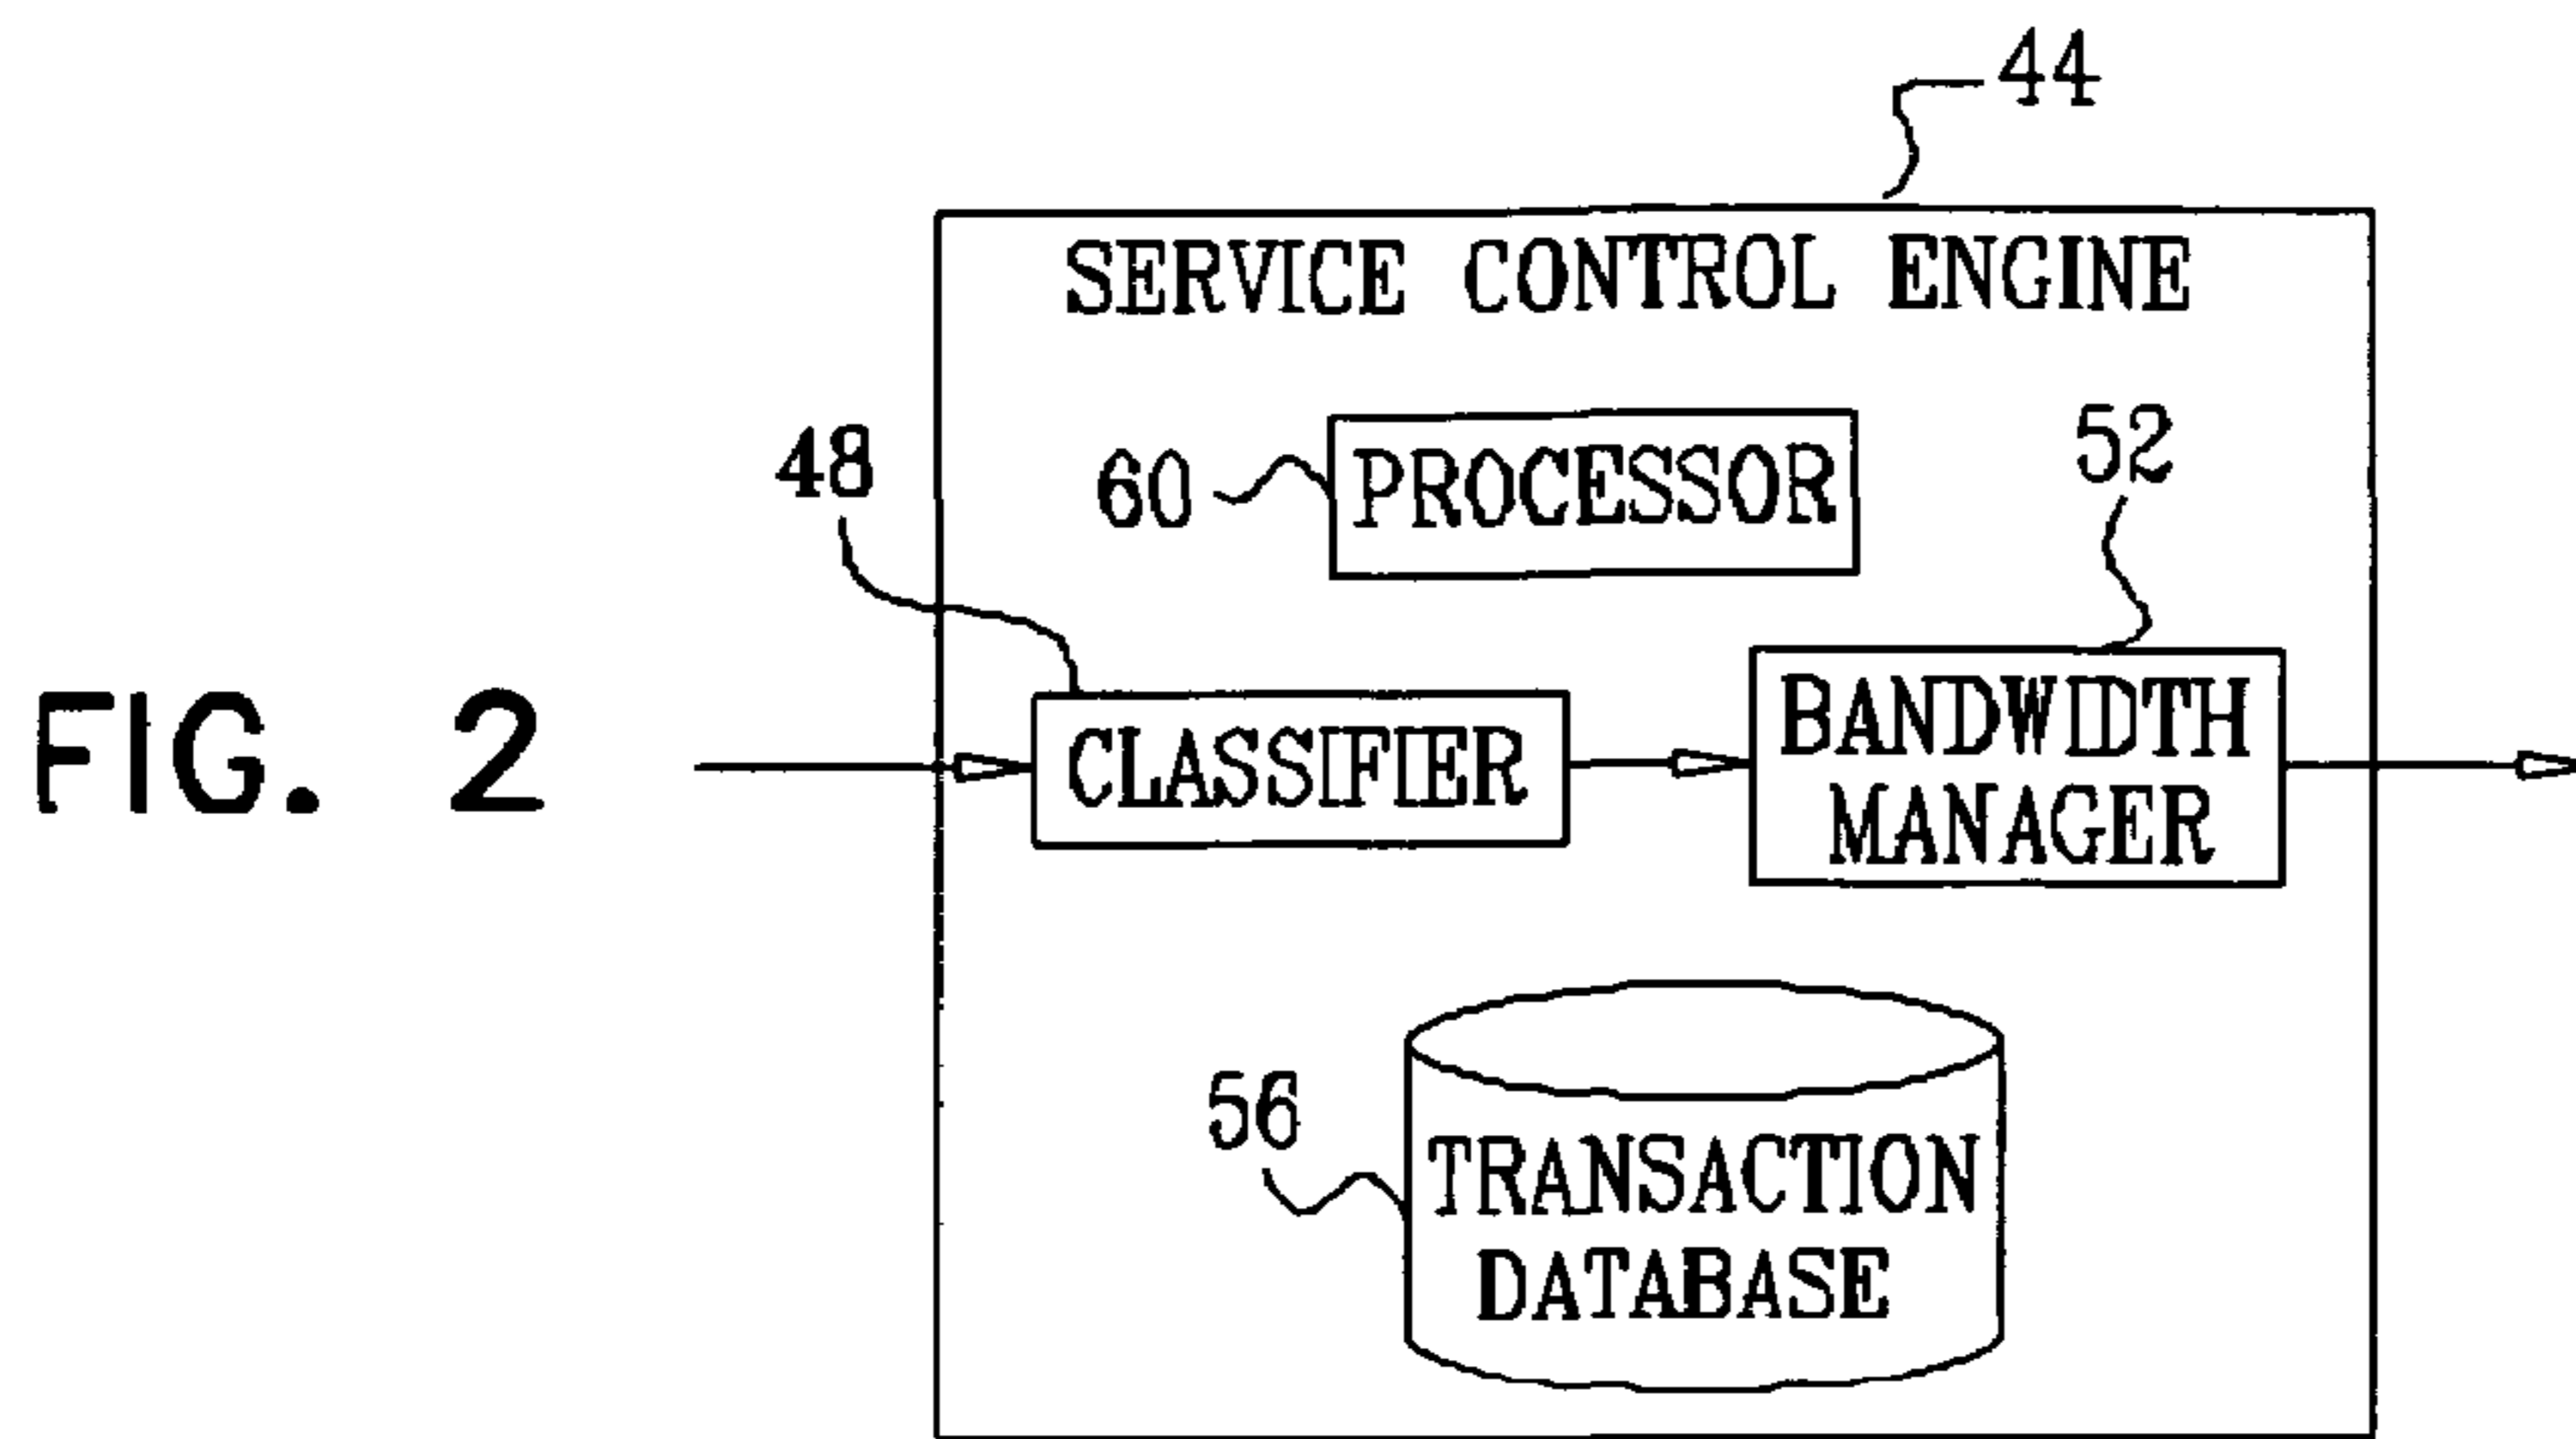 44
SERVICE CONTROL ENGINE
48
60
PROCESSOR
52
FIG. 2
CLASSIFIER
BANDWIDTH
MANAGER
56
TRANSACTION
DATABASE